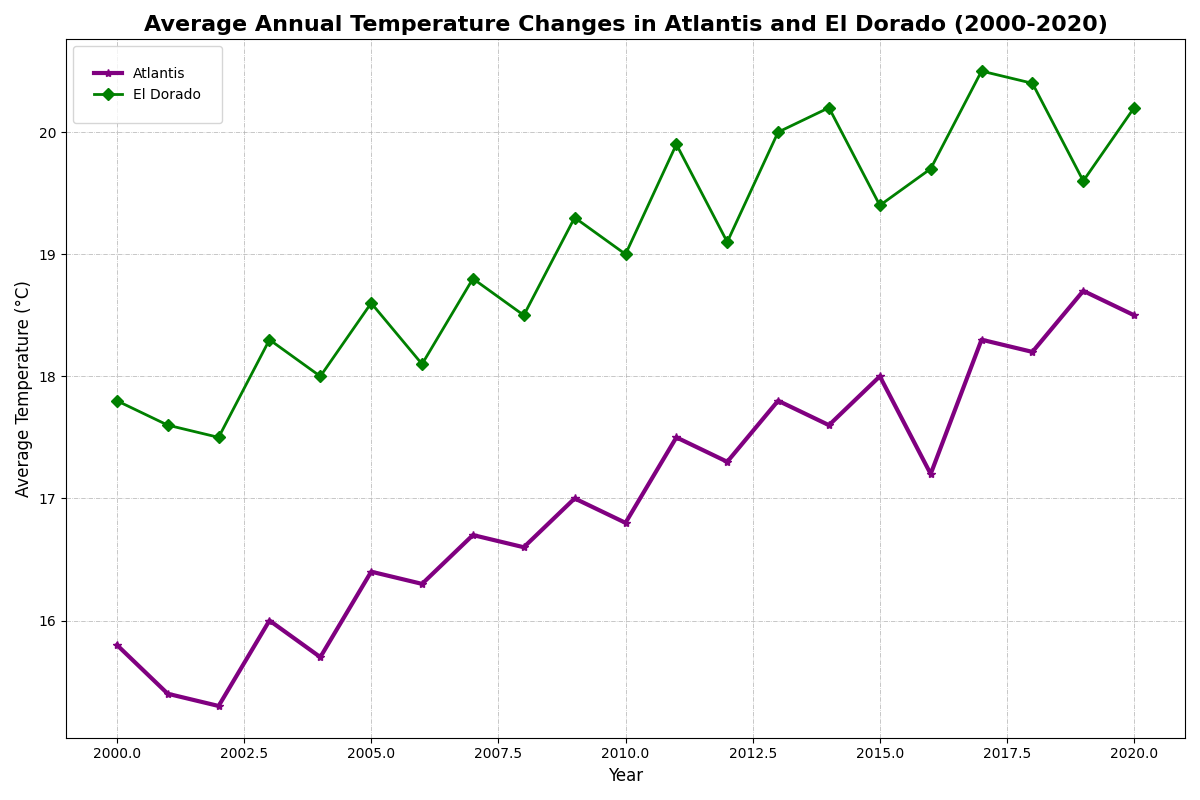 Average Annual Temperature Changes in Atlantis and El Dorado (2000-2020)
Atlantis
El Dorado
20
19
18
17
16
Average Temperature (°C)
2000.0 2002.5 2005.0 2007.5 2010.0 2012.5 2015.0 2017.5 2020.0
Year